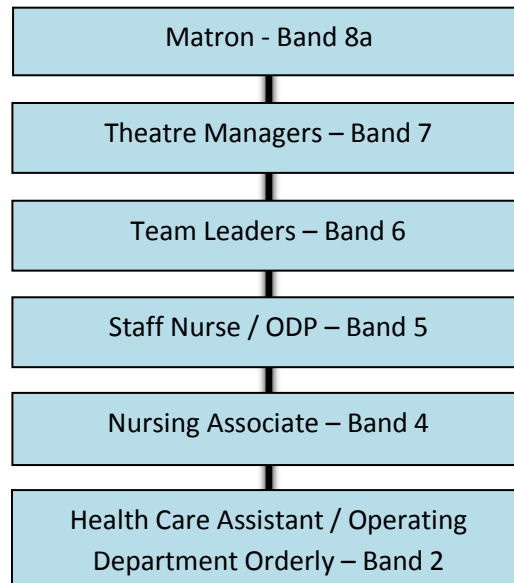 Matron - Band 8a
Theatre Managers – Band 7
Team Leaders – Band 6
Staff Nurse / ODP – Band 5
Nursing Associate – Band 4
Health Care Assistant / Operating
Department Orderly – Band 2